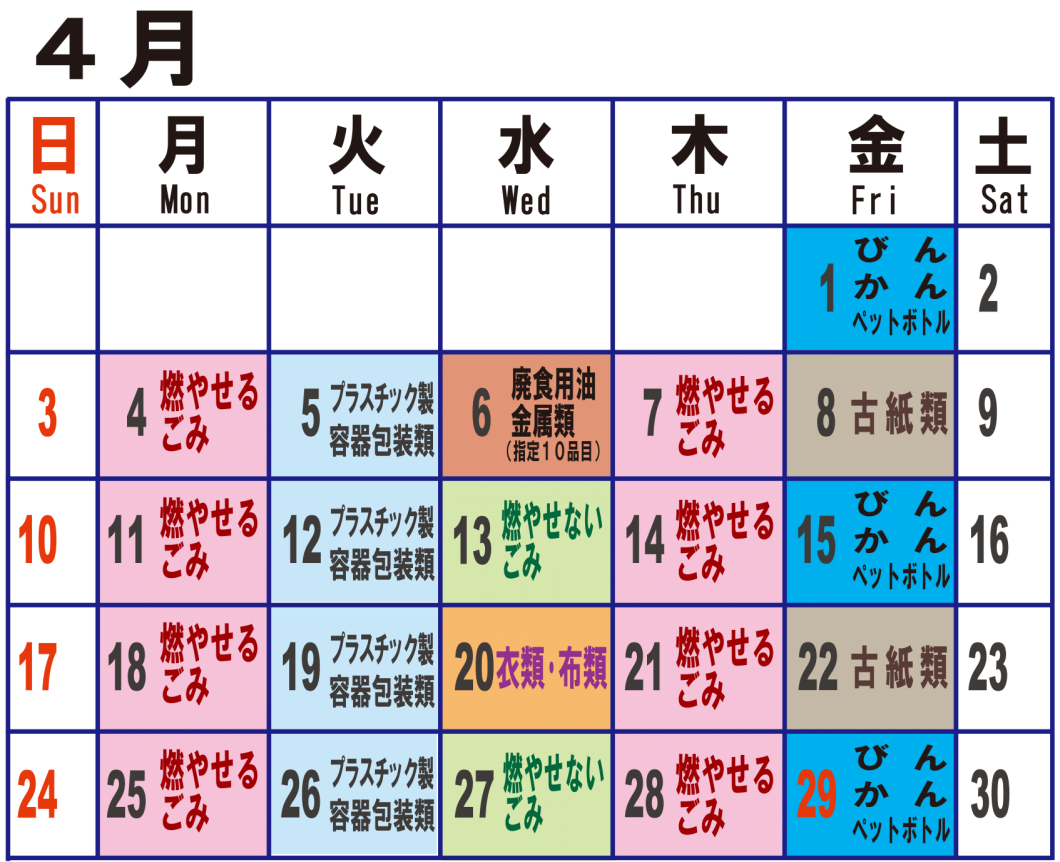 4月
日 月 火 水 木 金 土
Sun Mon Tue Wed Thu Fri Sat
1 びん
かん
ペットボトル
2
3
4 燃やせる
ごみ
5 プラスチック製
容器包装類
6 廃食用油
金属類
(指定10品目)
7 燃やせる
ごみ
8 古紙類
9
10
11 燃やせる
ごみ
12 プラスチック製
容器包装類
13 燃やせない
ごみ
14 燃やせる
ごみ
15 びん
かん
ペットボトル
16
17
18 燃やせる
ごみ
19 プラスチック製
容器包装類
20 衣類・布類
21 燃やせる
ごみ
22 古紙類
23
24
25 燃やせる
ごみ
26 プラスチック製
容器包装類
27 燃やせない
ごみ
28 燃やせる
ごみ
29 びん
かん
ペットボトル
30